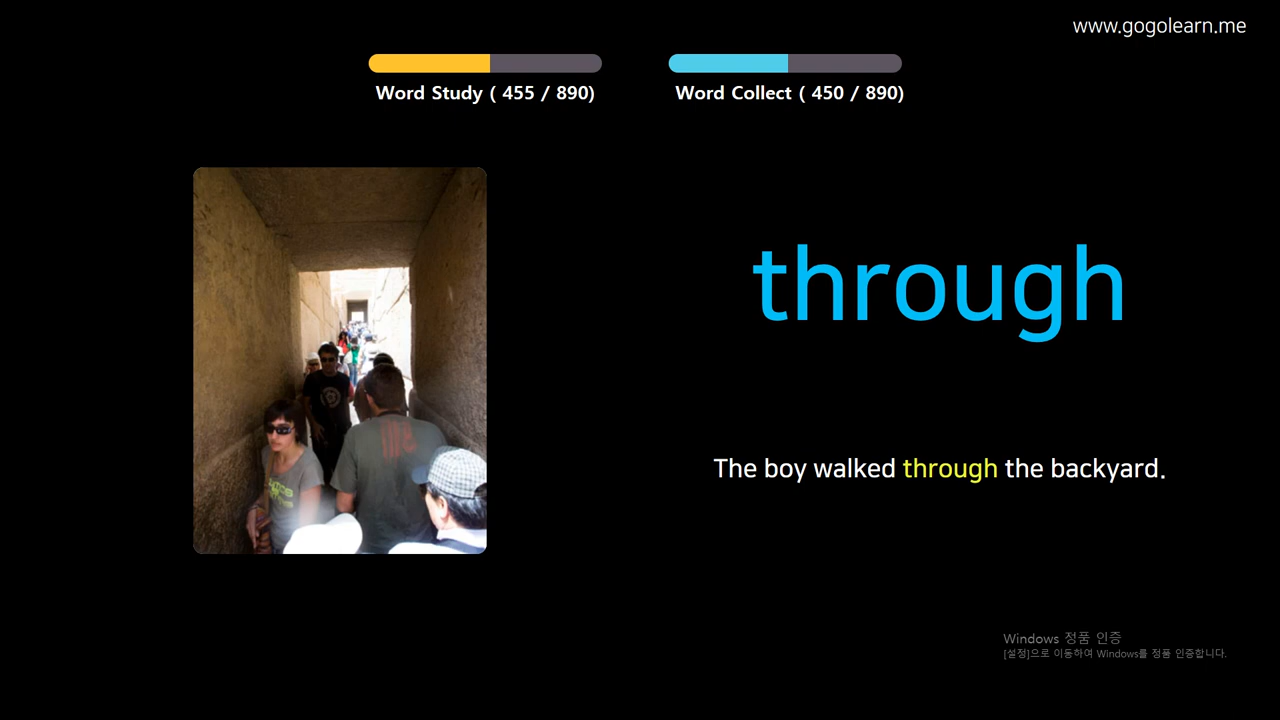 www.gogolearn.me
Word Study ( 455 / 890)
Word Collect ( 450 / 890)
through
The boy walked through the backyard.
Windows 정품 인증
[설정]으로 이동하여 Windows를 정품 인증합니다.